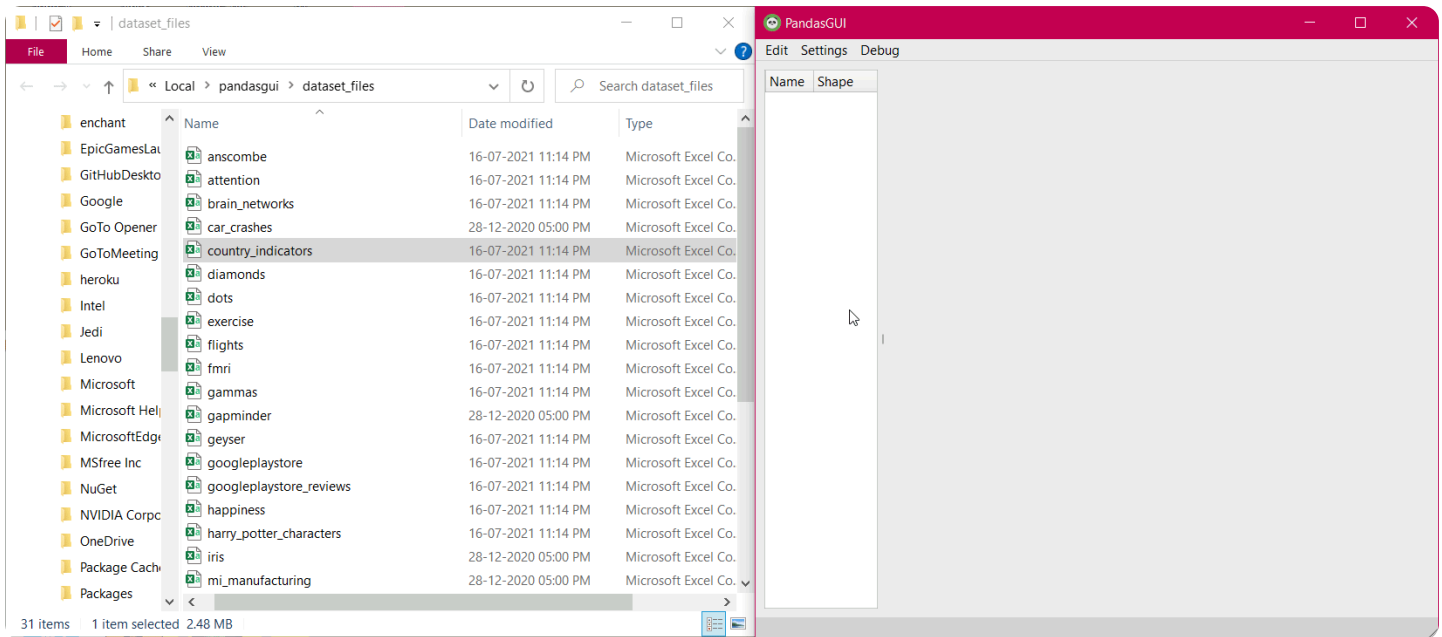 dataset_files
File Home Share View
« Local > pandasgui > dataset_files
Search dataset_files
enchant
EpicGamesLau
GitHubDeskto
Google
GoTo Opener
GoToMeeting
heroku
Intel
Jedi
Lenovo
Microsoft
Microsoft Help
MicrosoftEdge
MSfree Inc
NuGet
NVIDIA Corpo
OneDrive
Package Cache
Packages
Name Date modified Type
anscombe 16-07-2021 11:14 PM Microsoft Excel Co.
attention 16-07-2021 11:14 PM Microsoft Excel Co.
brain_networks 16-07-2021 11:14 PM Microsoft Excel Co.
car_crashes 28-12-2020 05:00 PM Microsoft Excel Co.
country_indicators 16-07-2021 11:14 PM Microsoft Excel Co.
diamonds 16-07-2021 11:14 PM Microsoft Excel Co.
dots 16-07-2021 11:14 PM Microsoft Excel Co.
exercise 16-07-2021 11:14 PM Microsoft Excel Co.
flights 16-07-2021 11:14 PM Microsoft Excel Co.
fmri 16-07-2021 11:14 PM Microsoft Excel Co.
gammas 16-07-2021 11:14 PM Microsoft Excel Co.
gapminder 28-12-2020 05:00 PM Microsoft Excel Co.
geyser 16-07-2021 11:14 PM Microsoft Excel Co.
googleplaystore 16-07-2021 11:14 PM Microsoft Excel Co.
googleplaystore_reviews 16-07-2021 11:14 PM Microsoft Excel Co.
happiness 16-07-2021 11:14 PM Microsoft Excel Co.
harry_potter_characters 16-07-2021 11:14 PM Microsoft Excel Co.
iris 28-12-2020 05:00 PM Microsoft Excel Co.
mi_manufacturing 28-12-2020 05:00 PM Microsoft Excel Co.
31 items 1 item selected 2.48 MB
PandasGUI
Edit Settings Debug
Name Shape